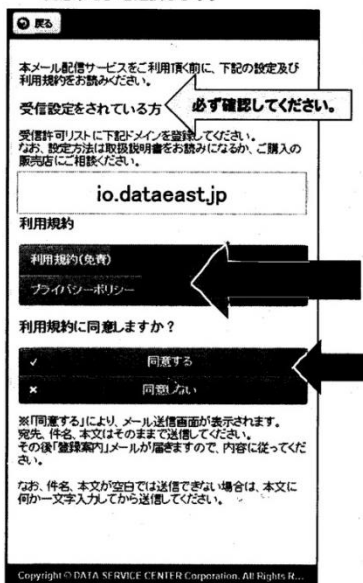 戻る
本メール配信サービスをご利用頂く前に、下記の設定及び
利用規約をお読みください。
受信設定をされている方
必ず確認してください。
受信許可リストに下記ドメインを登録してください。
なお、設定方法は取扱説明書をお読みになるか、ご購入の
販売店にご相談ください。
io.dataeast.jp
利用規約
利用規約(免責)
プライバシーポリシー
利用規約に同意しますか？
✓ 同意する
× 同意しない
※「同意する」により、メール送信画面が表示されます。
宛先、件名、本文はそのままで送信してください。
その後「登録案内」メールが届きますので、内容に従ってくだ
さい。
なお、件名、本文が空白では送信できない場合は、本文に
何か一文字入力してから送信してください。
Copyright © DATA SERVICE CENTER Corporation. All Rights R...